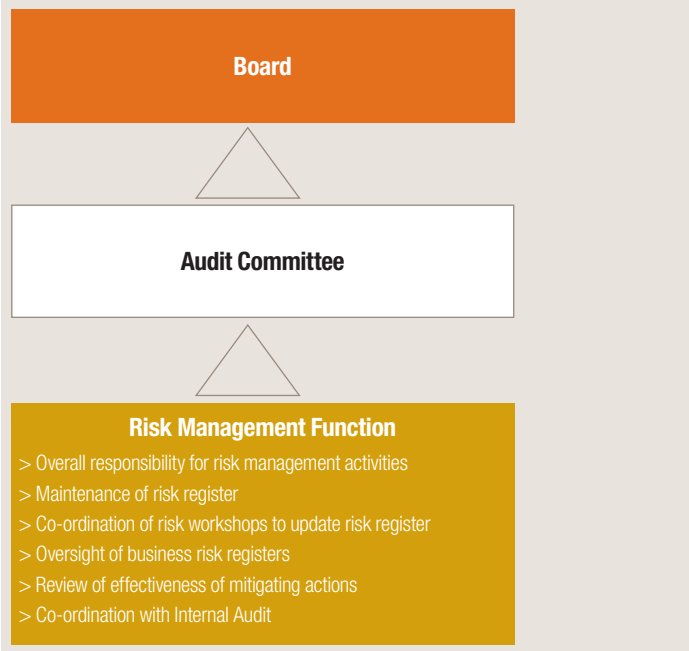 Board
Audit Committee
Risk Management Function
> Overall responsibility for risk management activities
> Maintenance of risk register
> Co-ordination of risk workshops to update risk register
> Oversight of business risk registers
> Review of effectiveness of mitigating actions
> Co-ordination with Internal Audit